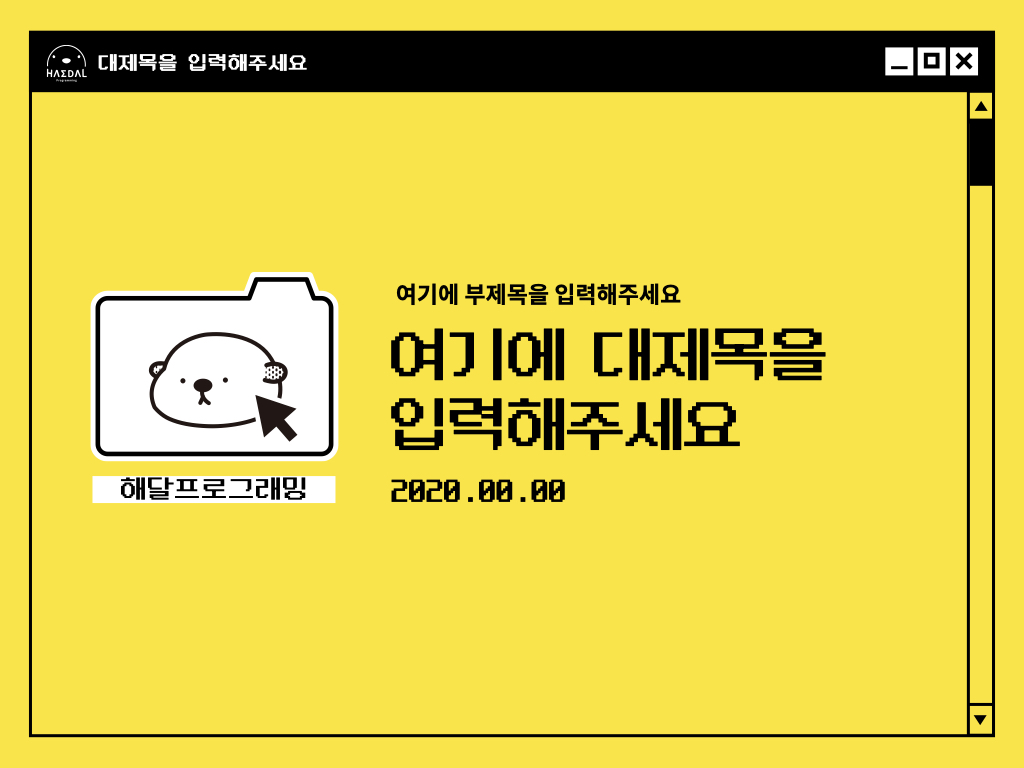 HAΣDAL
Programming
대제목을 입력해주세요
여기에 부제목을 입력해주세요
여기에 대제목을
입력해주세요
2020.00.00
해달프로그래밍